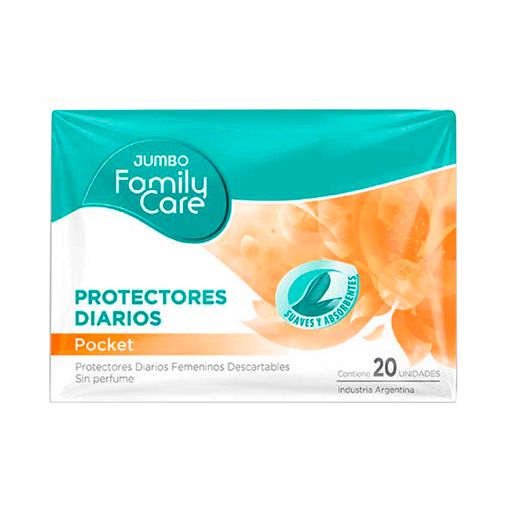 JUMBO
Family
Care
PROTECTORES
DIARIOS
Pocket
Protectores Diarios Femeninos Descartables
Sin perfume
SUAVES Y ABSORBENTES
Contiene 20 UNIDADES
Industria Argentina